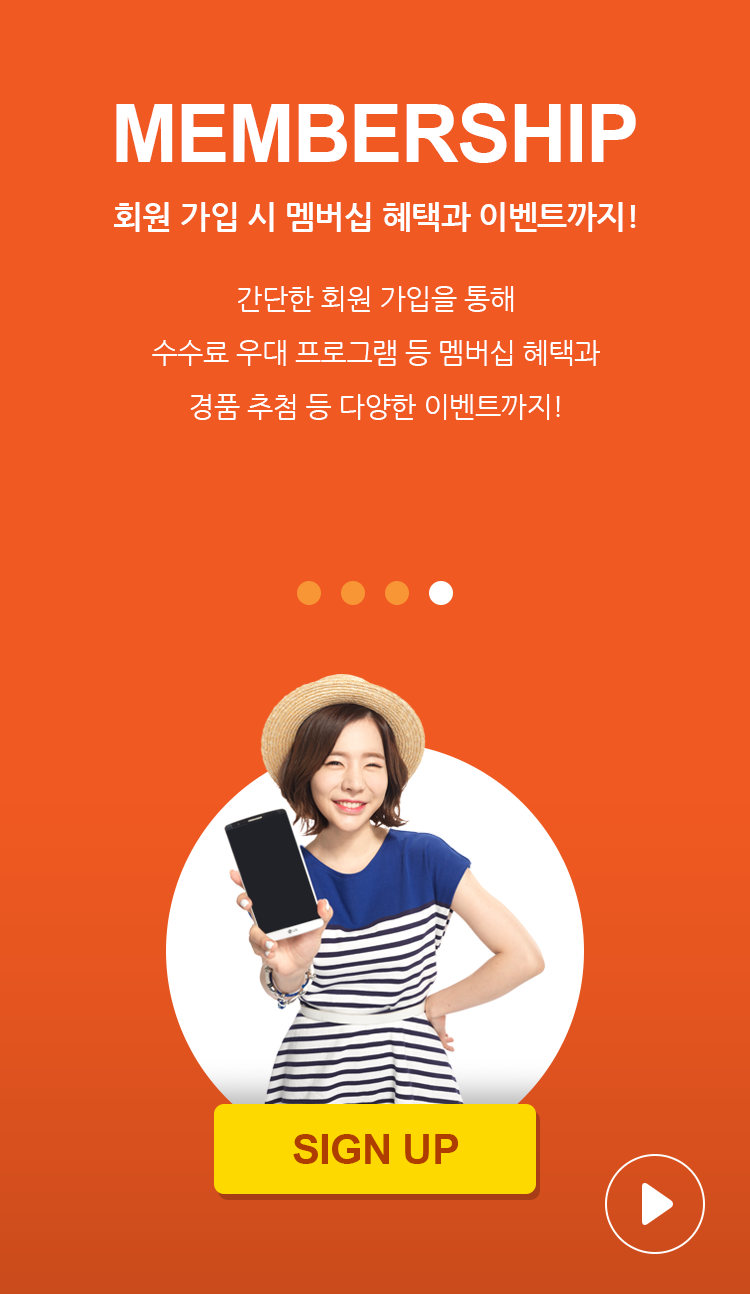 MEMBERSHIP
회원 가입 시 멤버십 혜택과 이벤트까지!
간단한 회원 가입을 통해
수수료 우대 프로그램 등 멤버십 혜택과
경품 추첨 등 다양한 이벤트까지!
LG
SIGN UP